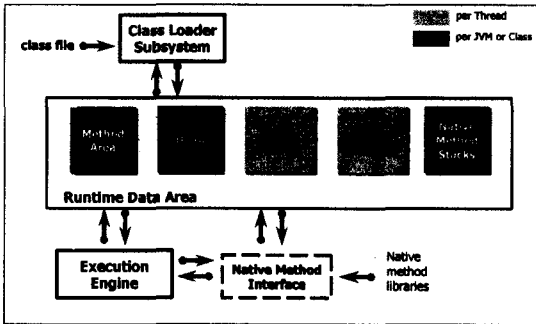 Class Loader
Subsystem
class file
per Thread
per JVM or Class
Method
Area
Native
Method
Stacks
Runtime Data Area
Execution
Engine
Native Method
Interface
Native
method
libraries